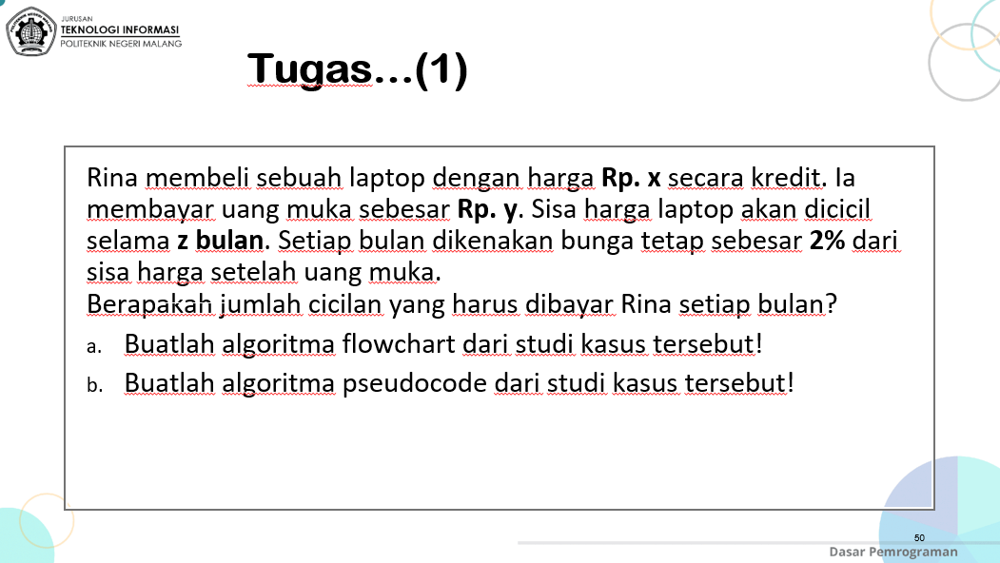 JURUSAN
TEKNOLOGI INFORMASI
POLITEKNIK NEGERI MALANG
Tugas...(1)
Rina membeli sebuah laptop dengan harga Rp. x secara kredit. Ia
membayar uang muka sebesar Rp. y. Sisa harga laptop akan dicicil
selama z bulan. Setiap bulan dikenakan bunga tetap sebesar 2% dari
sisa harga setelah uang muka.
Berapakah jumlah cicilan yang harus dibayar Rina setiap bulan?
a. Buatlah algoritma flowchart dari studi kasus tersebut!
b. Buatlah algoritma pseudocode dari studi kasus tersebut!
50
Dasar Pemrograman